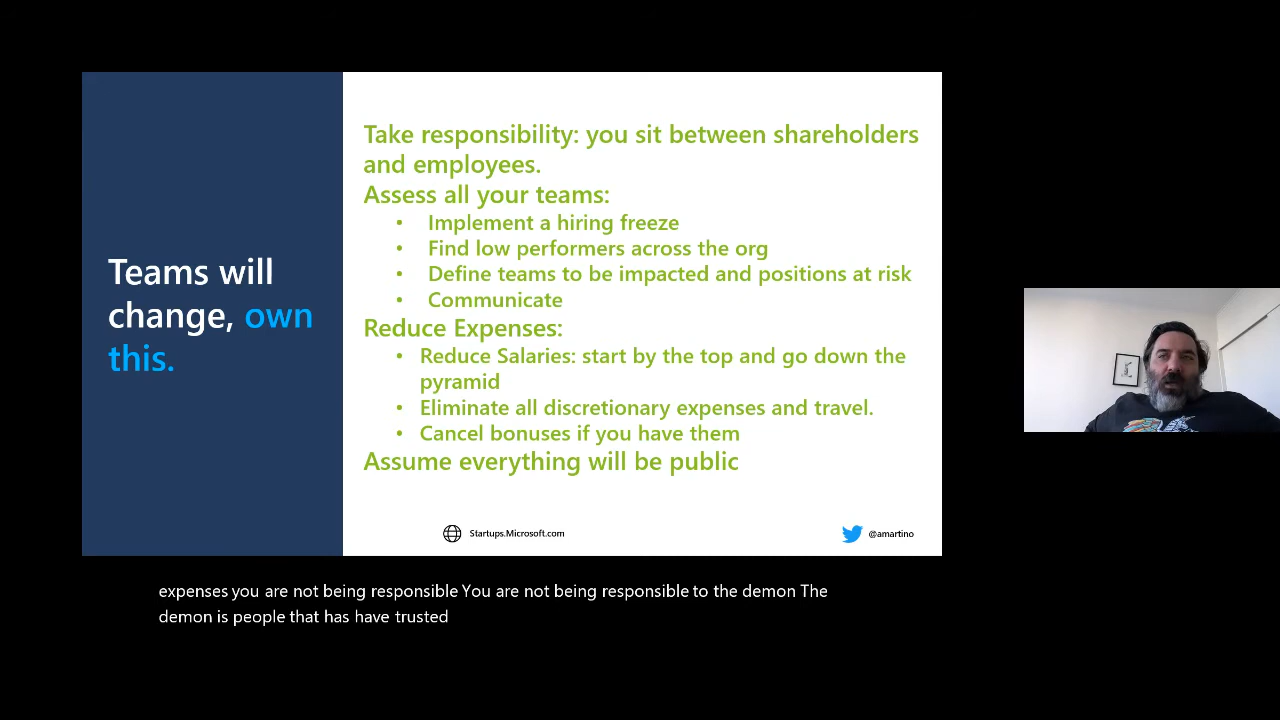 Teams will
change, own
this.
Take responsibility: you sit between shareholders
and employees.
Assess all your teams:
• Implement a hiring freeze
• Find low performers across the org
• Define teams to be impacted and positions at risk
• Communicate
Reduce Expenses:
• Reduce Salaries: start by the top and go down the
pyramid
• Eliminate all discretionary expenses and travel.
• Cancel bonuses if you have them
Assume everything will be public
Startups.Microsoft.com
@amartino
expenses you are not being responsible You are not being responsible to the demon The
demon is people that has have trusted